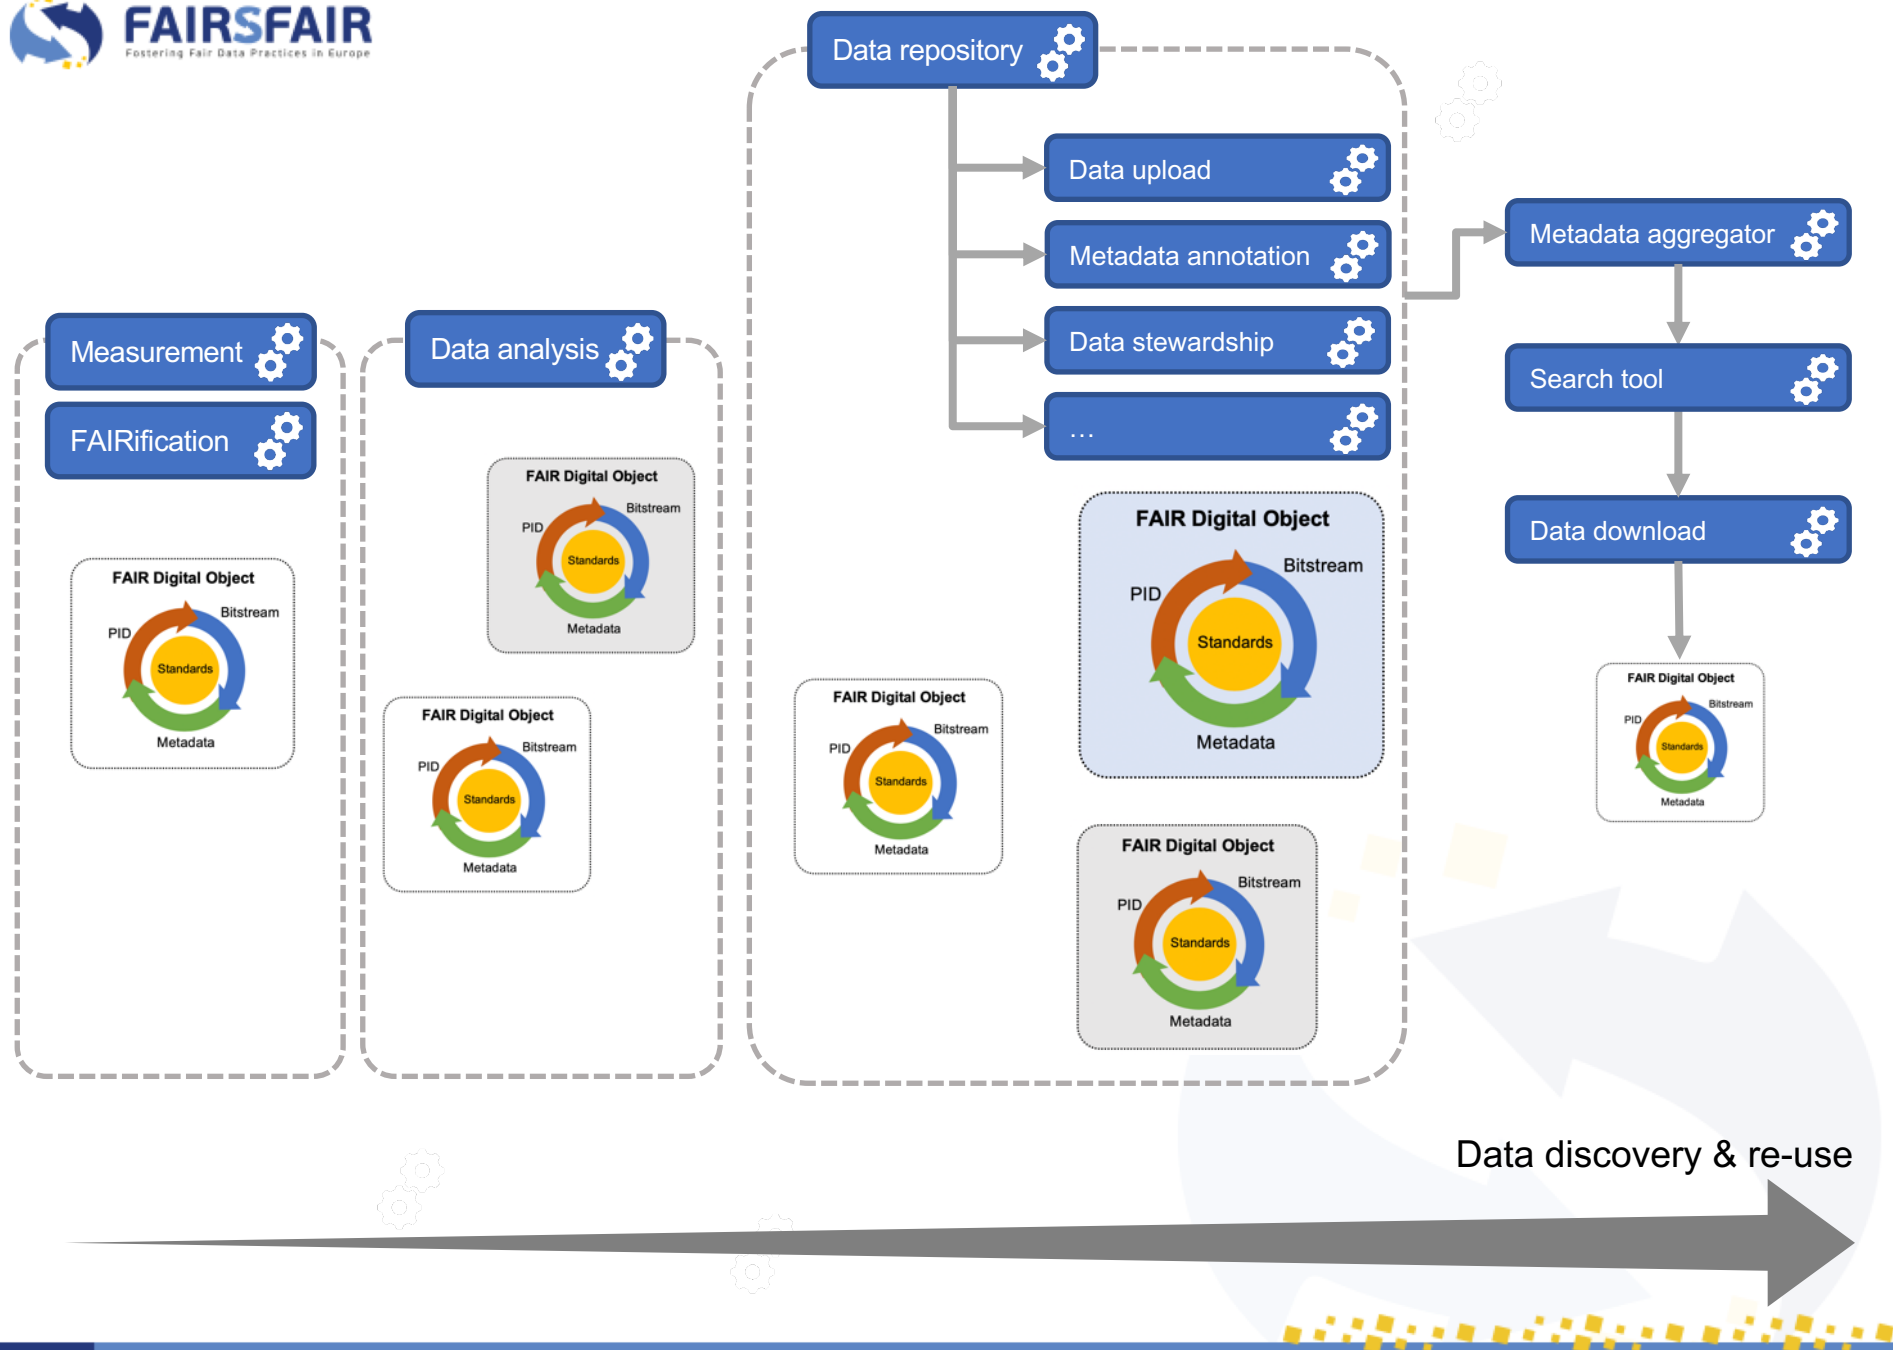 FAIRSFAIR
Fostering Fair Data Practices in Europe
Data repository
Data upload
Metadata annotation
Data stewardship
...
Metadata aggregator
Search tool
Data download
Measurement
FAIRification
Data analysis
FAIR Digital Object
PID
Bitstream
Standards
Metadata
FAIR Digital Object
PID
Bitstream
Standards
Metadata
FAIR Digital Object
PID
Bitstream
Standards
Metadata
FAIR Digital Object
PID
Bitstream
Standards
Metadata
FAIR Digital Object
PID
Bitstream
Standards
Metadata
FAIR Digital Object
PID
Bitstream
Standards
Metadata
FAIR Digital Object
PID
Bitstream
Standards
Metadata
Data discovery & re-use